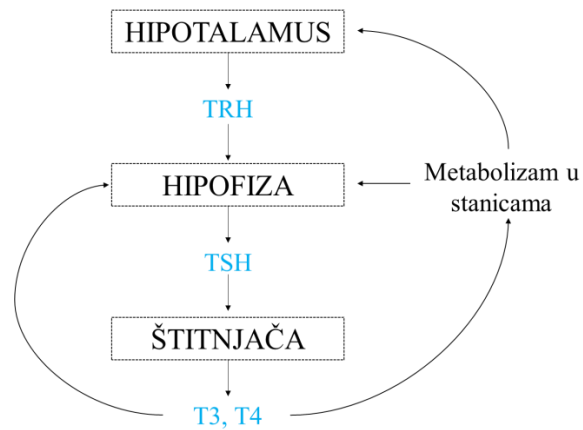 HIPOTALAMUS
TRH
HIPOFIZA
Metabolizam u
stanicama
TSH
ŠTITNJAČA
T3, T4